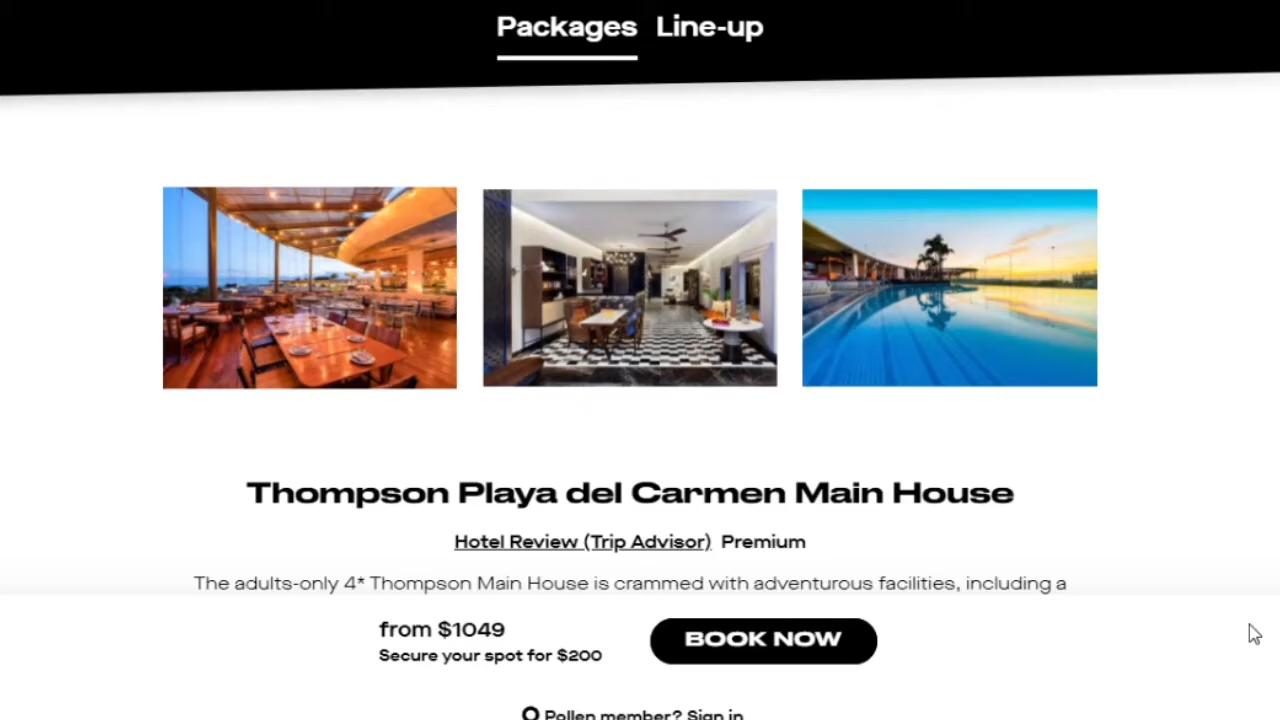 Packages Line-up
Thompson Playa del Carmen Main House
Hotel Review (Trip Advisor) Premium
The adults-only 4* Thompson Main House is crammed with adventurous facilities, including a
from $1049
Secure your spot for $200
BOOK NOW
Pollen member? Sign in